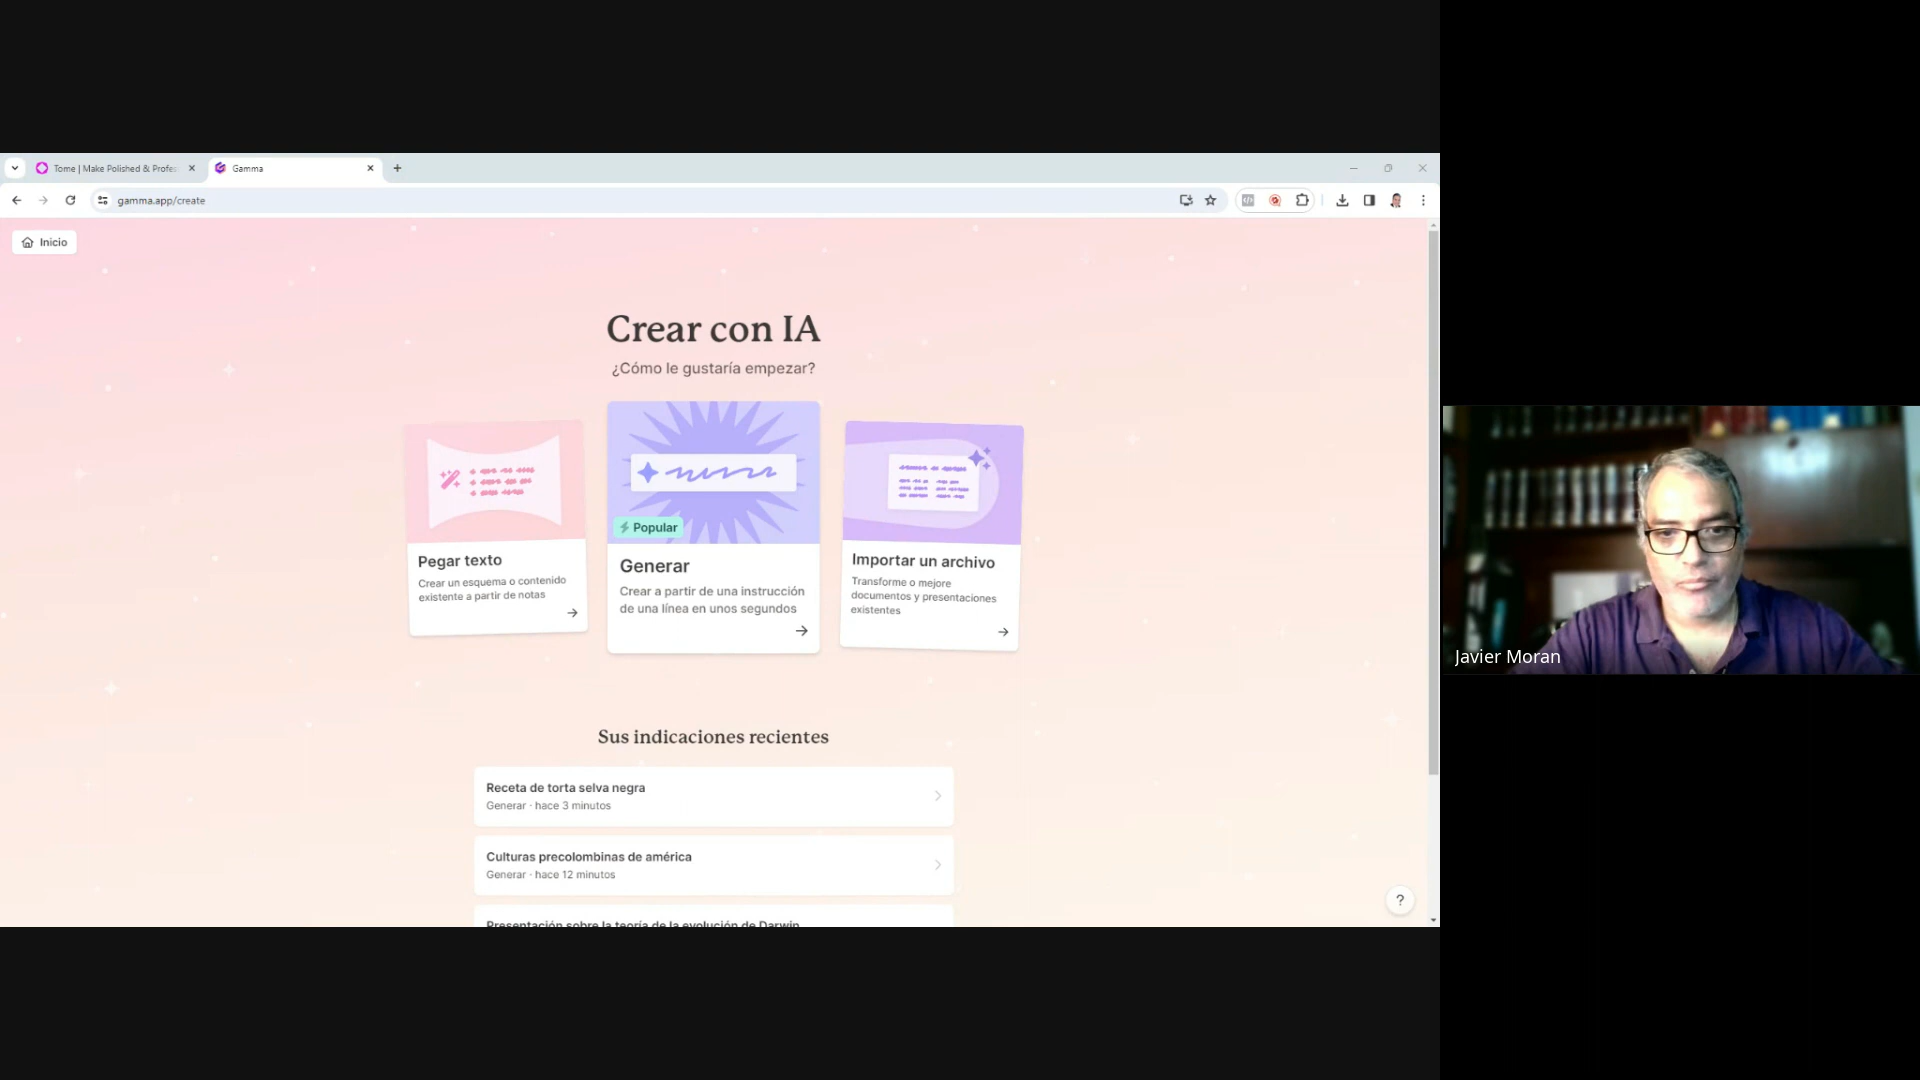 Tome | Make Polished & Profes
Gamma
gamma.app/create
Inicio
Crear con IA
¿Cómo le gustaría empezar?
Pegar texto
Crear un esquema o contenido
existente a partir de notas
Popular
Generar
Crear a partir de una instrucción
de una línea en unos segundos
Importar un archivo
Transforme o mejore
documentos y presentaciones
existentes
Sus indicaciones recientes
Receta de torta selva negra
Generar · hace 3 minutos
Culturas precolombinas de américa
Generar · hace 12 minutos
Presentación sobre la teoría de la evolución de Darwin
?
Javier Moran